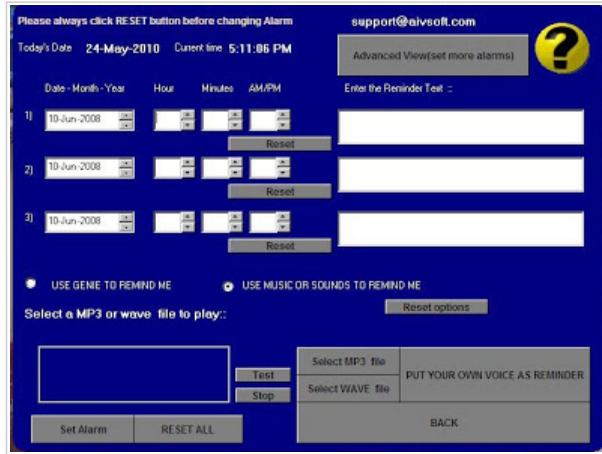 Please always click RESET button before changing Alarm
support@aivsoft.com
Today's Date 24-May-2010 Current time 5:11:06 PM
Advanced View(set more alarms)
?
Date - Month - Year Hour Minutes AM/PM Enter the Reminder Text ::
1) 10-Jun-2008
Reset
2) 10-Jun-2008
Reset
3) 10-Jun-2008
Reset
USE GENIE TO REMIND ME USE MUSIC OR SOUNDS TO REMIND ME
Reset options
Select a MP3 or wave file to play::
Select MP3 file
PUT YOUR OWN VOICE AS REMINDER
Test
Select WAVE file
Stop
Set Alarm RESET ALL BACK